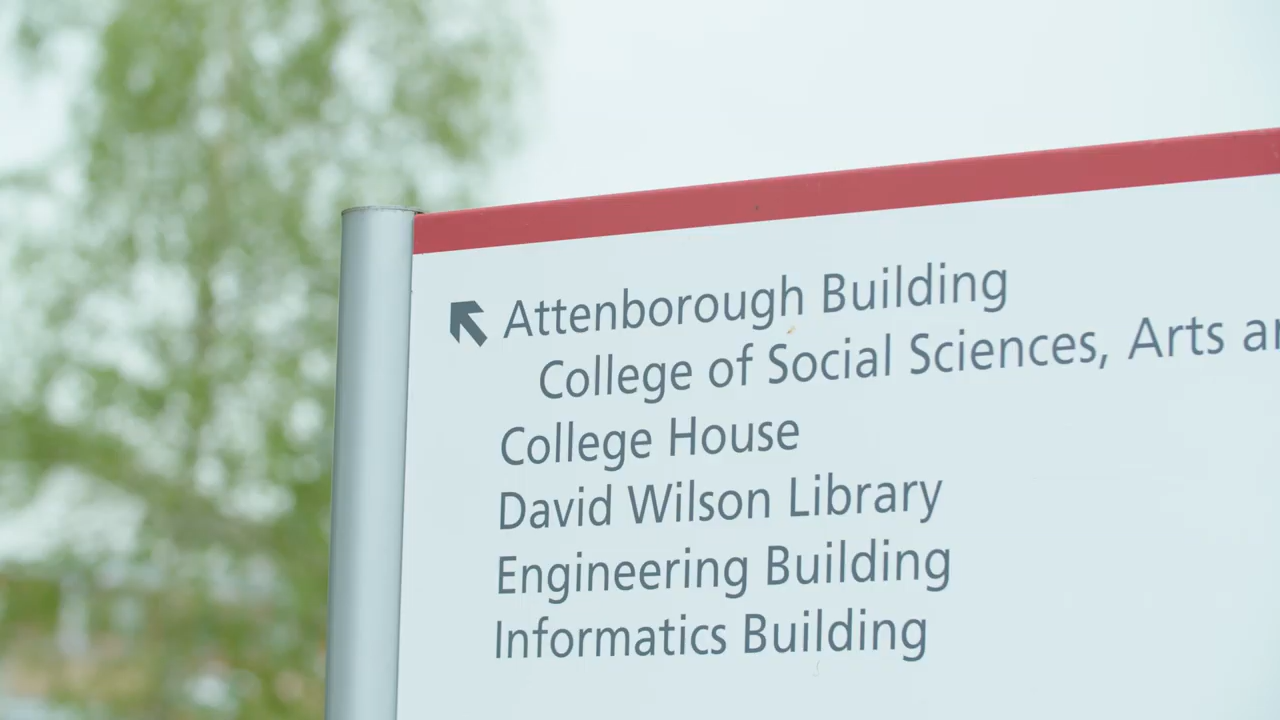 Attenborough Building
College of Social Sciences, Arts
College House
David Wilson Library
Engineering Building
Informatics Building